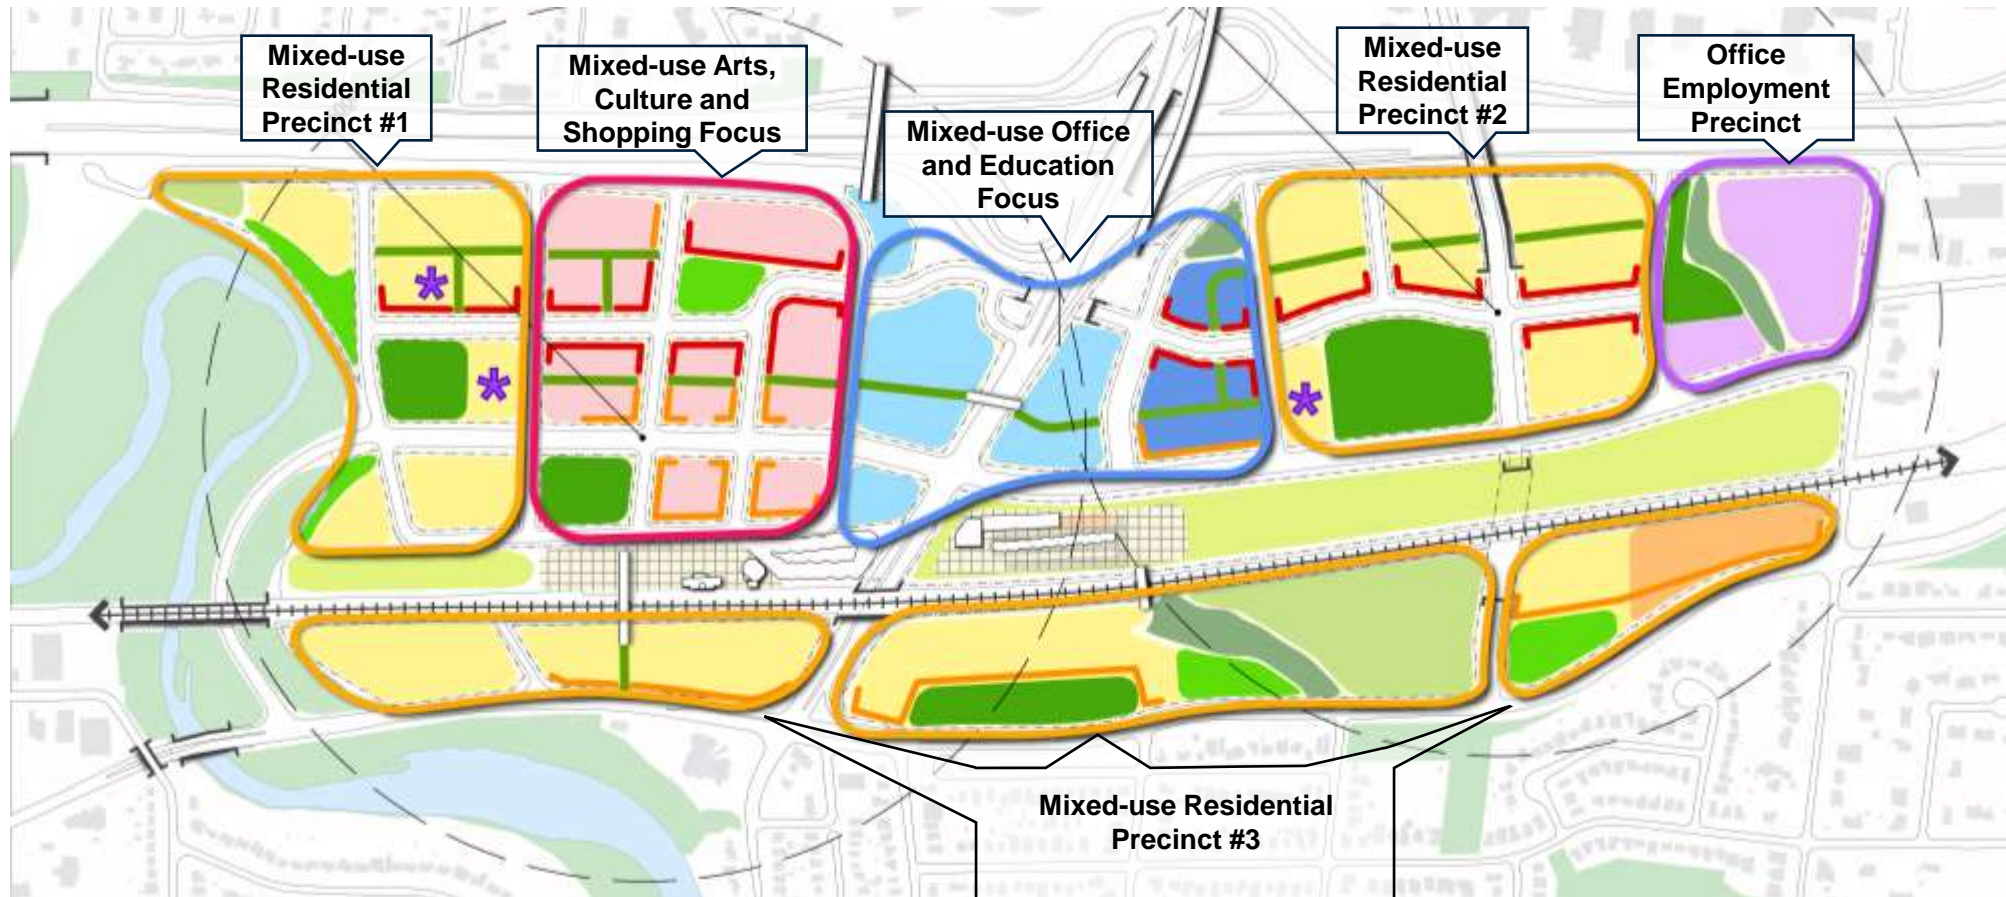 Mixed-use
Residential
Precinct #1
Mixed-use Arts,
Culture and
Shopping Focus
Mixed-use Office
and Education
Focus
Mixed-use
Residential
Precinct #2
Office
Employment
Precinct
Mixed-use Residential
Precinct #3